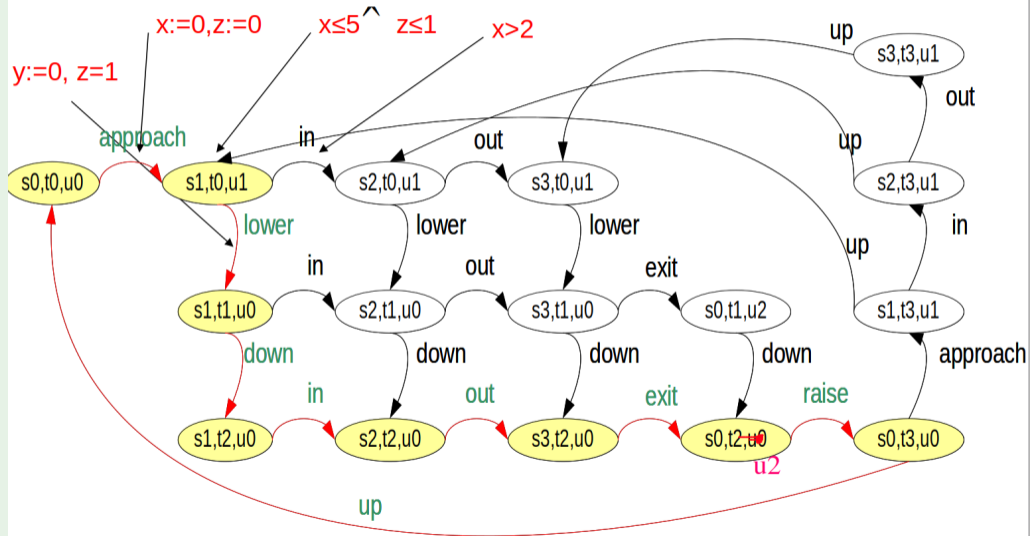 x:=0,z:=0
x≤5^ z≤1
x>2
up
s3,t3,u1
y:=0, z=1
out
approach
in
out
up
s0,t0,u0
s1,t0,u1
s2,t0,u1
s3,t0,u1
s2,t3,u1
lower
lower
lower
in
in
out
exit
up
s1,t1,u0
s2,t1,u0
s3,t1,u0
s0,t1,u2
s1,t3,u1
down
down
down
down
approach
in
out
exit
raise
s1,t2,u0
s2,t2,u0
s3,t2,u0
s0,t2,u0
s0,t3,u0
u2
up